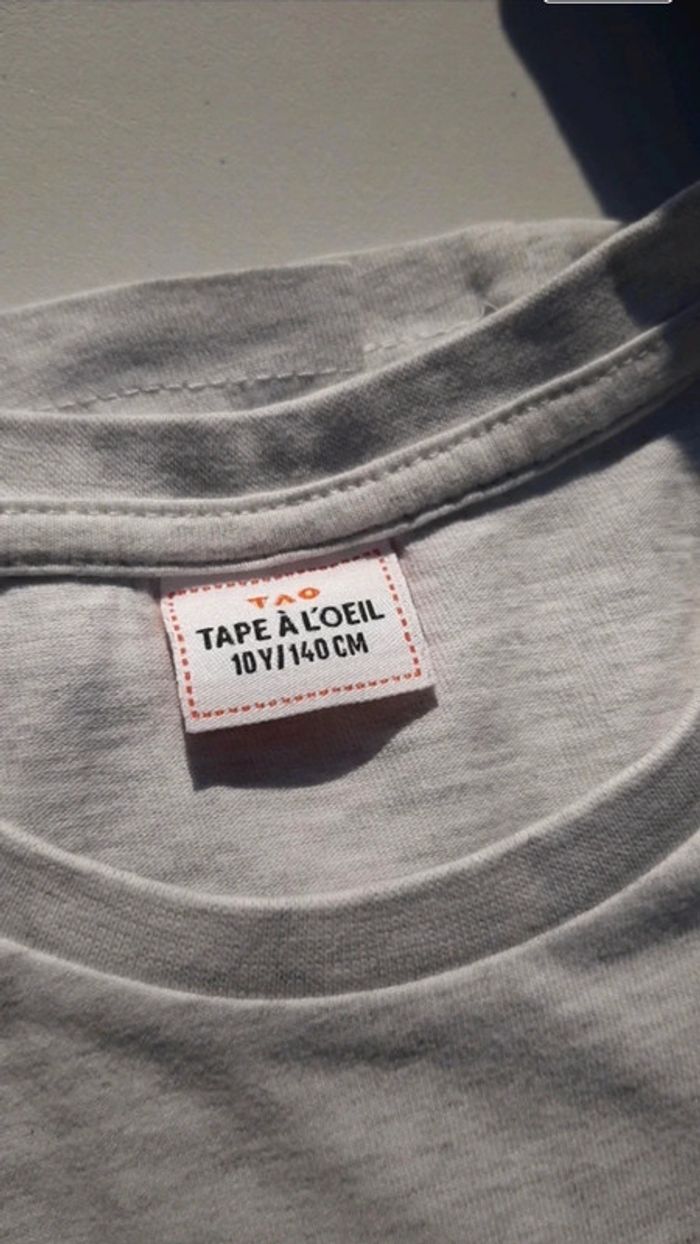 TAO
TAPE À L'OEIL
10Y/140CM